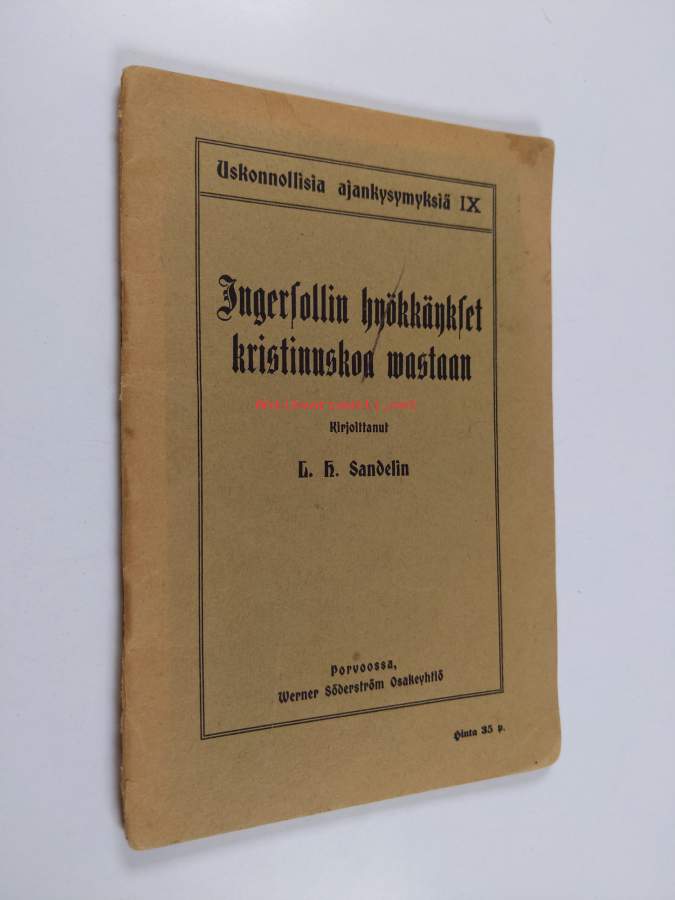 Uskonnollisia ajankysymyksiä IX
Ingersollin hyökkäykset
kristinuskoa wastaan
Kirjoittanut
L. H. Sandelin
Porvoossa,
Werner Söderström Osakeyhtiö
Hinta 35 p.